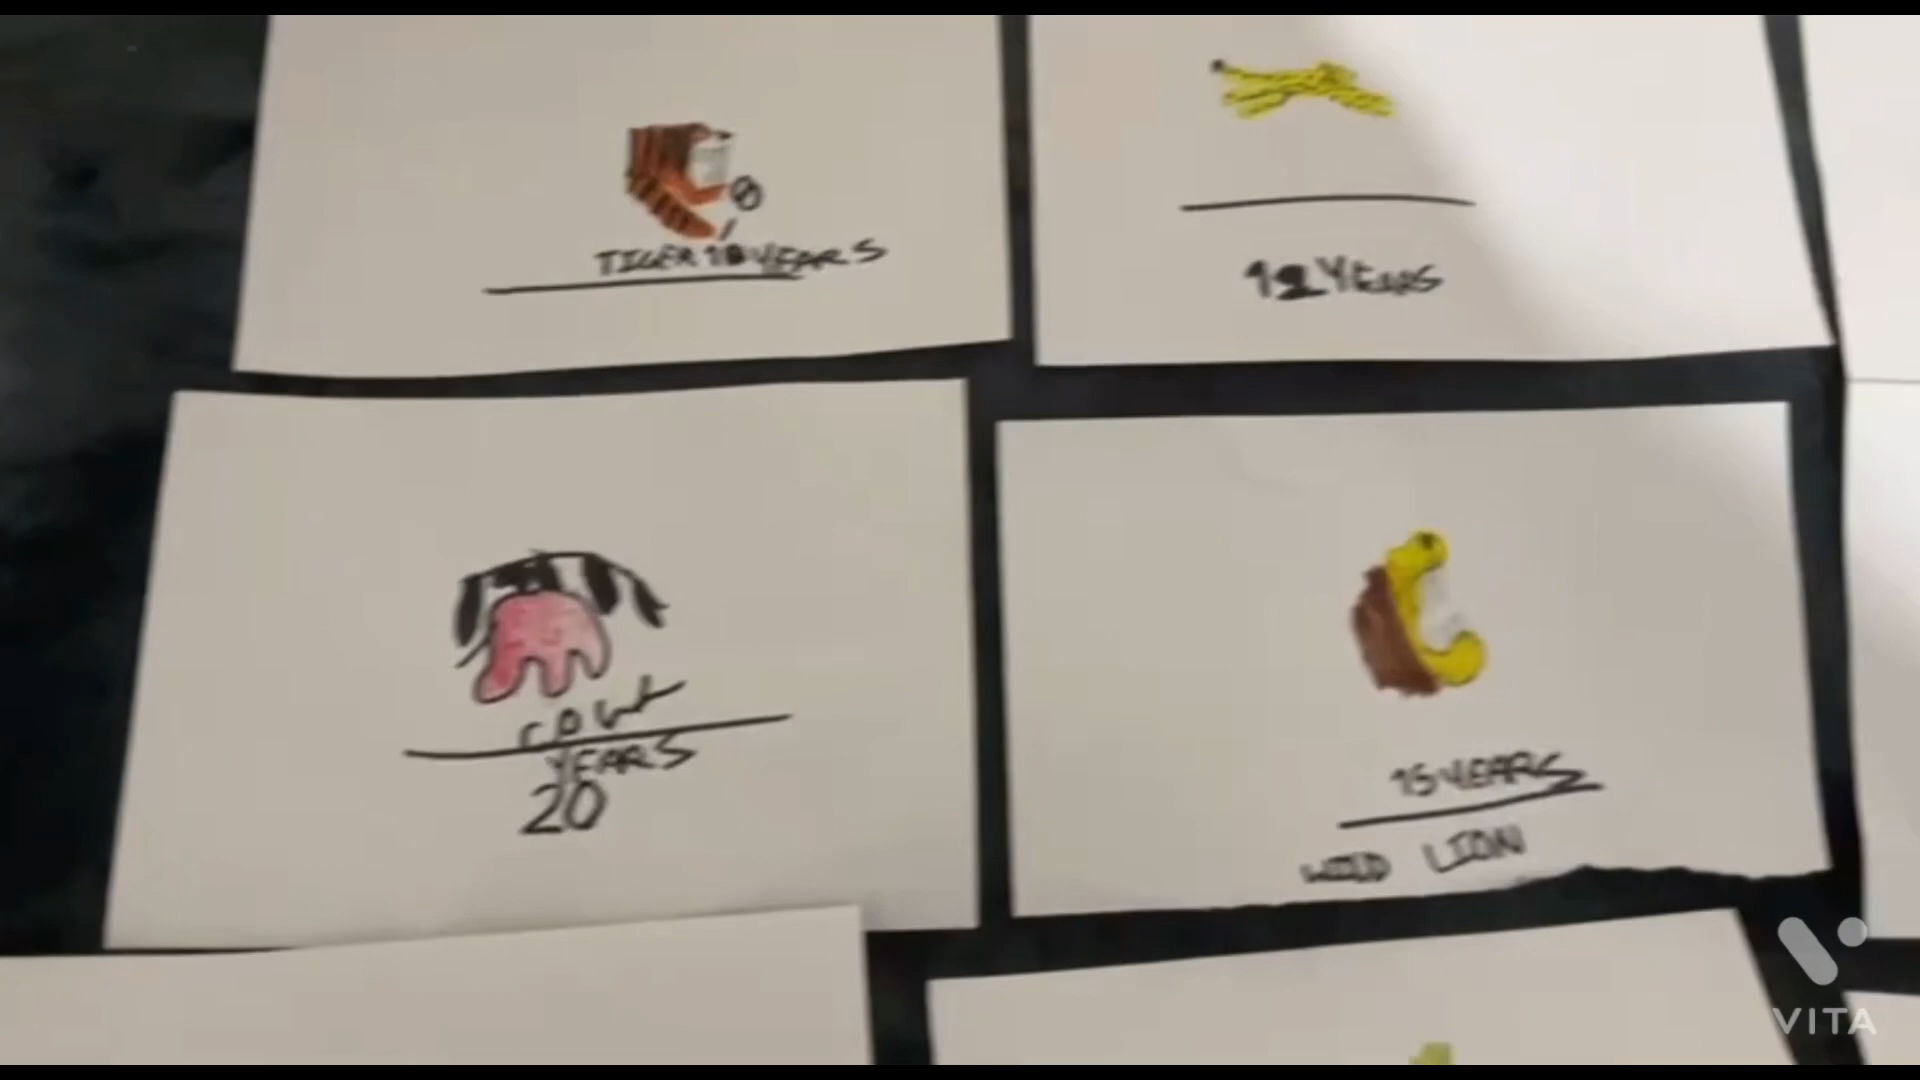 TIGER 10 YEARS
12 YEARS
COW
YEARS
20
15 YEARS
WILD LION
VITA